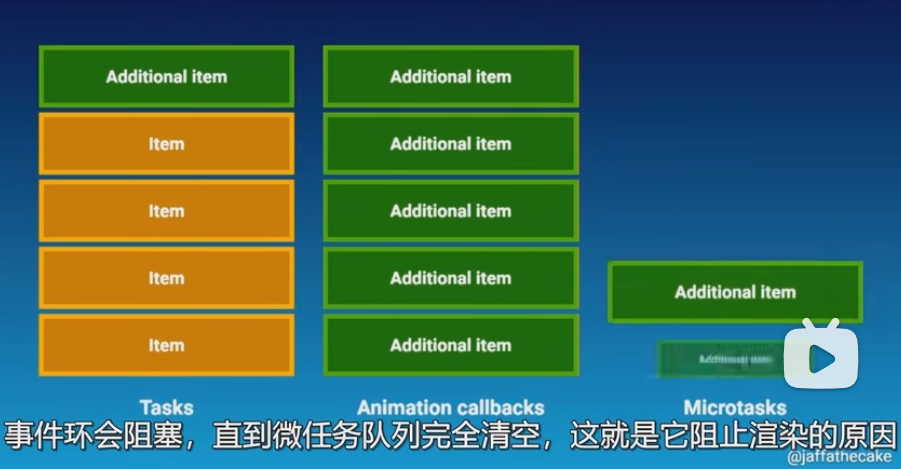 Additional item
Additional item
Item
Additional item
Item
Additional item
Item
Additional item
Additional item
Item
Additional item
Additional item
Tasks
Animation callbacks
Microtasks
事件环会阻塞，直到微任务队列完全清空，这就是它阻止渲染的原因
@jaffathecake